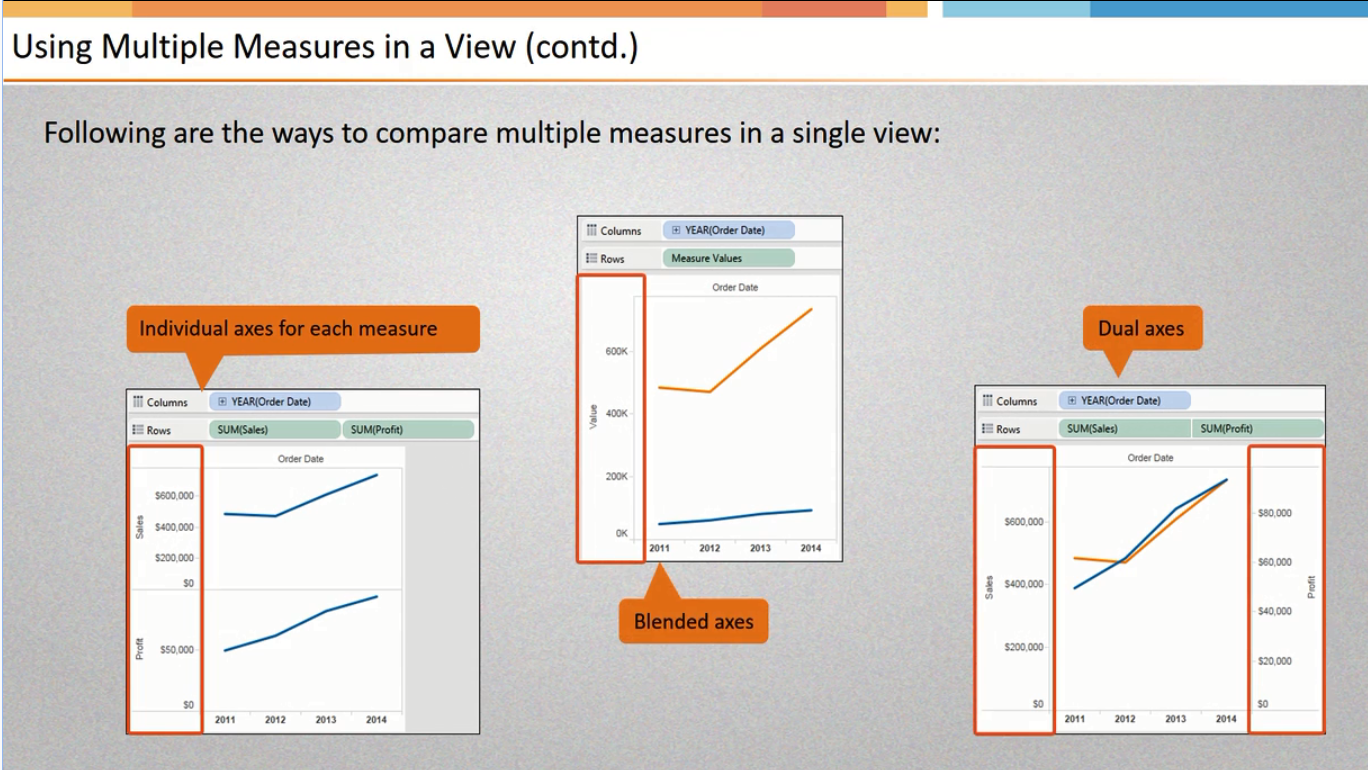 Using Multiple Measures in a View (contd.)
Following are the ways to compare multiple measures in a single view:
Individual axes for each measure
Columns YEAR(Order Date)
Rows SUM(Sales) SUM(Profit)
Order Date
Sales
$600,000
$400,000
$200,000
$0
Profit
$50,000
$0
2011 2012 2013 2014
Columns YEAR(Order Date)
Rows Measure Values
Order Date
Value
600K
400K
200K
0K
2011 2012 2013 2014
Blended axes
Dual axes
Columns YEAR(Order Date)
Rows SUM(Sales) SUM(Profit)
Order Date
Sales
$600,000
$400,000
$200,000
$0
Profit
$80,000
$60,000
$40,000
$20,000
$0
2011 2012 2013 2014